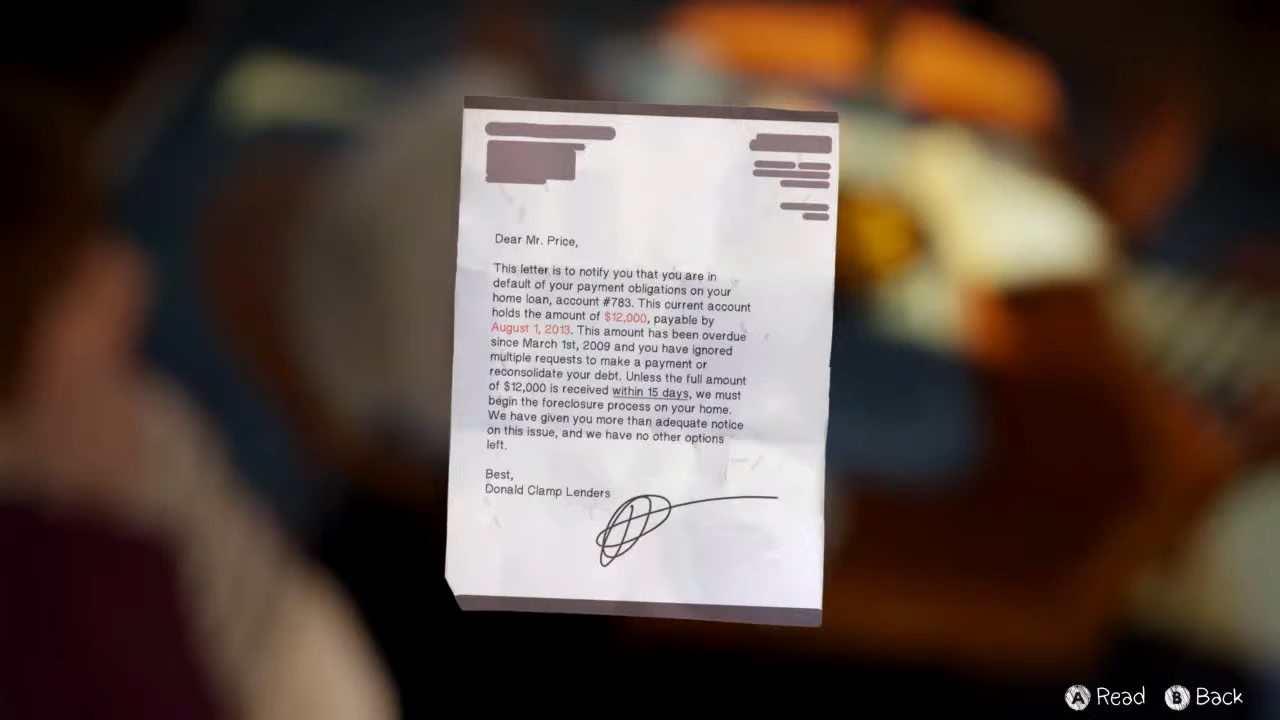 Dear Mr. Price,
This letter is to notify you that you are in
default of your payment obligations on your
home loan, account #783. This current account
holds the amount of $12,000, payable by
August 1, 2013. This amount has been overdue
since March 1st, 2009 and you have ignored
multiple requests to make a payment or
reconsolidate your debt. Unless the full amount
of $12,000 is received within 15 days, we must
begin the foreclosure process on your home.
We have given you more than adequate notice
on this issue, and we have no other options
left.
Best,
Donald Clamp Lenders
A Read B Back